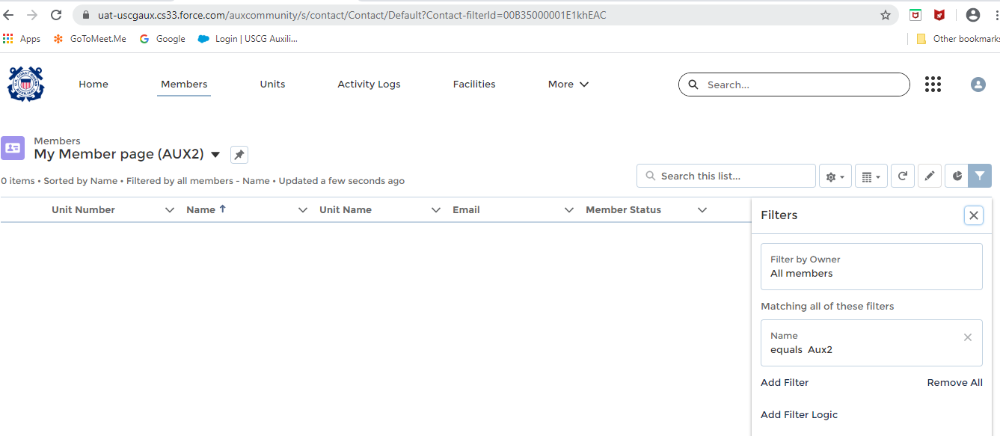 uat-uscgaux.cs33.force.com/auxcommunity/s/contact/Contact/Default?Contact-filterId=00B35000001E1khEAC
Apps GoToMeet.Me Google Login | USCG Auxili... Other bookmarks
Home Members Units Activity Logs Facilities More Search...
Members
My Member page (AUX2)
0 items • Sorted by Name • Filtered by all members - Name • Updated a few seconds ago Search this list...
Unit Number Name Unit Name Email Member Status
Filters
Filter by Owner
All members
Matching all of these filters
Name
equals Aux2
Add Filter Remove All
Add Filter Logic